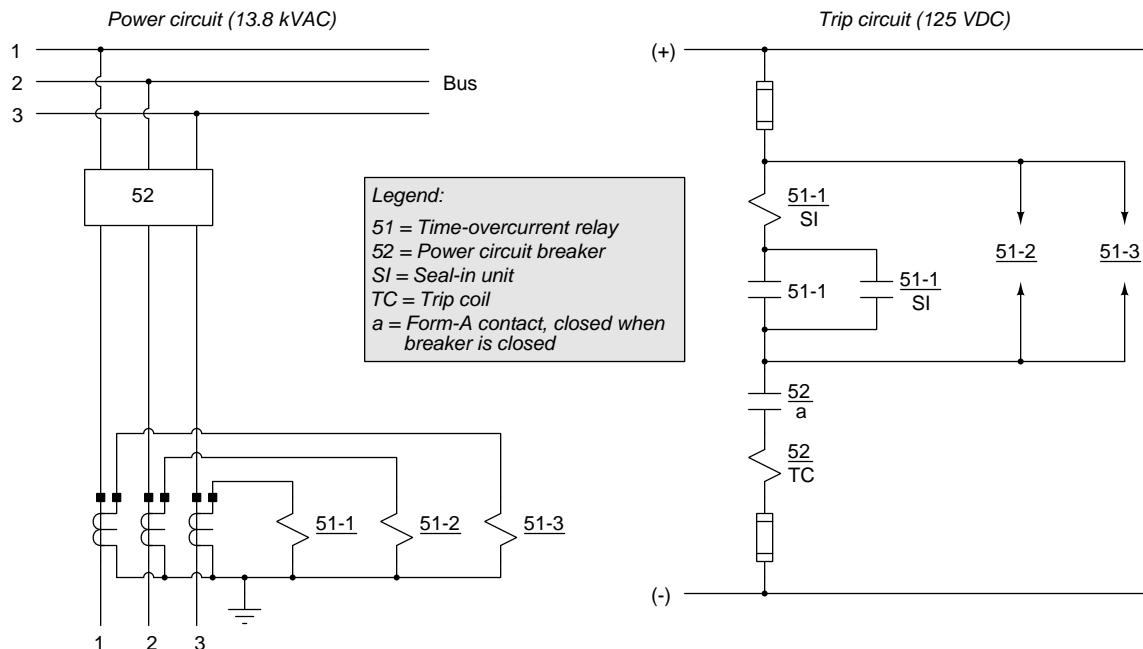 Power circuit (13.8 kVAC)
1
2
3
Bus
52
Legend:
51 = Time-overcurrent relay
52 = Power circuit breaker
SI = Seal-in unit
TC = Trip coil
a = Form-A contact, closed when
breaker is closed
51-1
51-2
51-3
1
2
3
Trip circuit (125 VDC)
(+)
51-1
SI
51-1
51-1
SI
51-2
51-3
52
a
52
TC
(-)